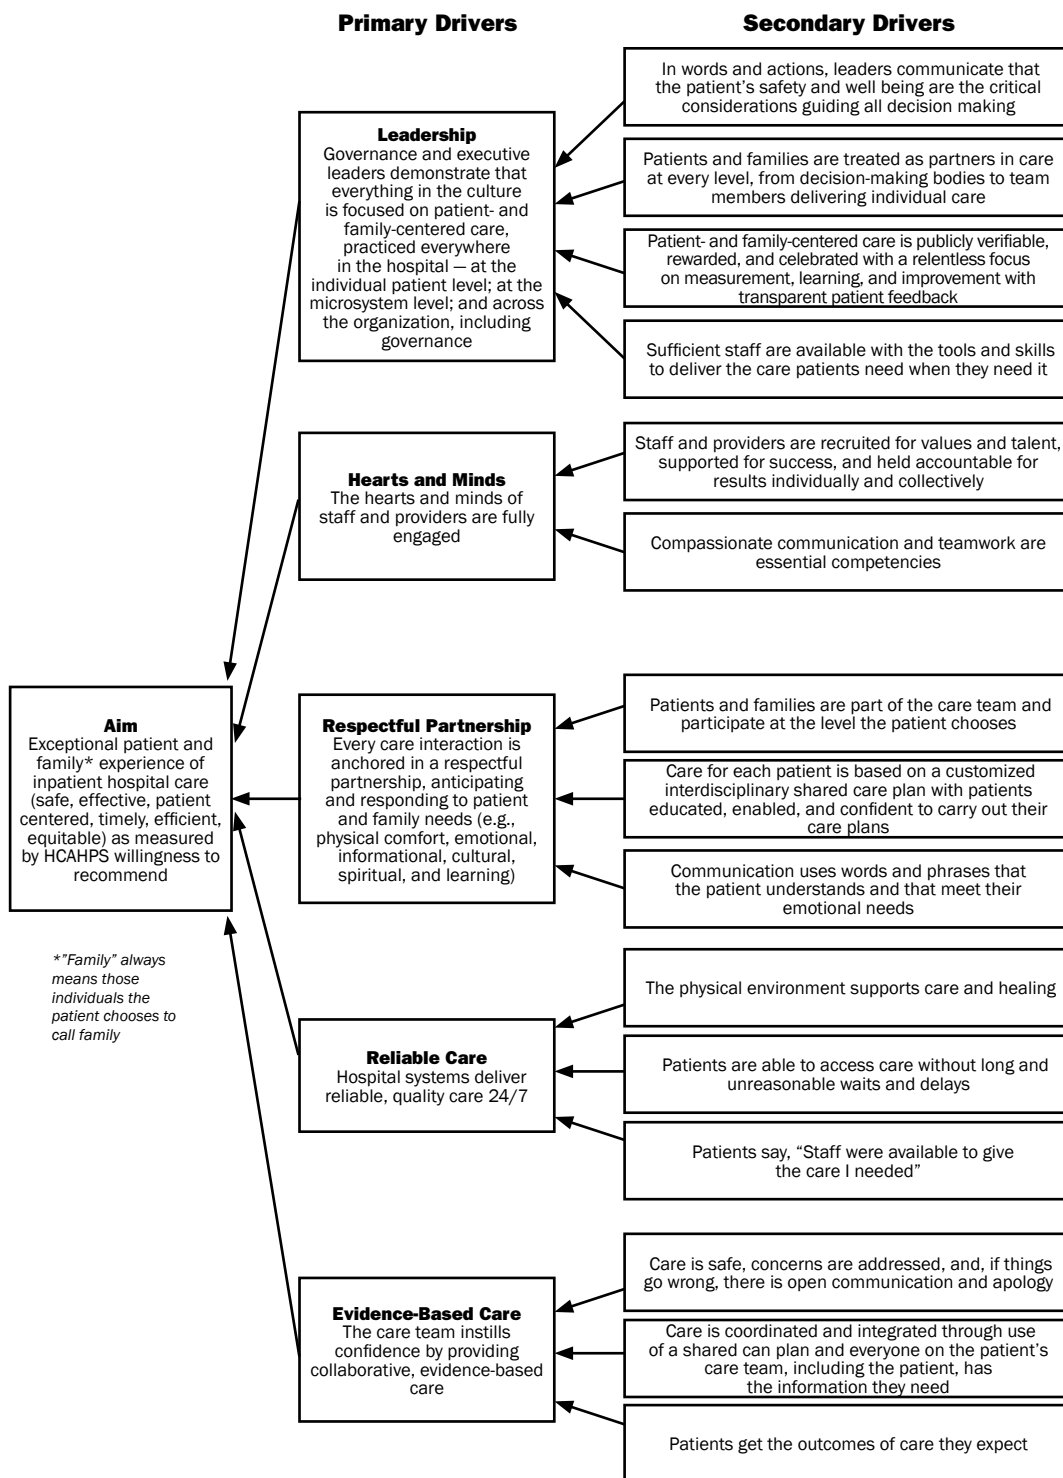 Primary Drivers
Secondary Drivers
Leadership
Governance and executive
leaders demonstrate that
everything in the culture
is focused on patient- and
family-centered care,
practiced everywhere
in the hospital — at the
individual patient level; at the
microsystem level; and across
the organization, including
governance
In words and actions, leaders communicate that
the patient's safety and well being are the critical
considerations guiding all decision making
Patients and families are treated as partners in care
at every level, from decision-making bodies to team
members delivering individual care
Patient- and family-centered care is publicly verifiable,
rewarded, and celebrated with a relentless focus
on measurement, learning, and improvement with
transparent patient feedback
Sufficient staff are available with the tools and skills
to deliver the care patients need when they need it
Hearts and Minds
The hearts and minds of
staff and providers are fully
engaged
Staff and providers are recruited for values and talent,
supported for success, and held accountable for
results individually and collectively
Compassionate communication and teamwork are
essential competencies
Aim
Exceptional patient and
family* experience of
inpatient hospital care
(safe, effective, patient
centered, timely, efficient,
equitable) as measured
by HCAHPS willingness to
recommend
*"Family" always
means those
individuals the
patient chooses to
call family
Respectful Partnership
Every care interaction is
anchored in a respectful
partnership, anticipating
and responding to patient
and family needs (e.g.,
physical comfort, emotional,
informational, cultural,
spiritual, and learning)
Patients and families are part of the care team and
participate at the level the patient chooses
Care for each patient is based on a customized
interdisciplinary shared care plan with patients
educated, enabled, and confident to carry out their
care plans
Communication uses words and phrases that
the patient understands and that meet their
emotional needs
Reliable Care
Hospital systems deliver
reliable, quality care 24/7
The physical environment supports care and healing
Patients are able to access care without long and
unreasonable waits and delays
Patients say, "Staff were available to give
the care I needed"
Evidence-Based Care
The care team instills
confidence by providing
collaborative, evidence-based
care
Care is safe, concerns are addressed, and, if things
go wrong, there is open communication and apology
Care is coordinated and integrated through use
of a shared can plan and everyone on the patient's
care team, including the patient, has
the information they need
Patients get the outcomes of care they expect